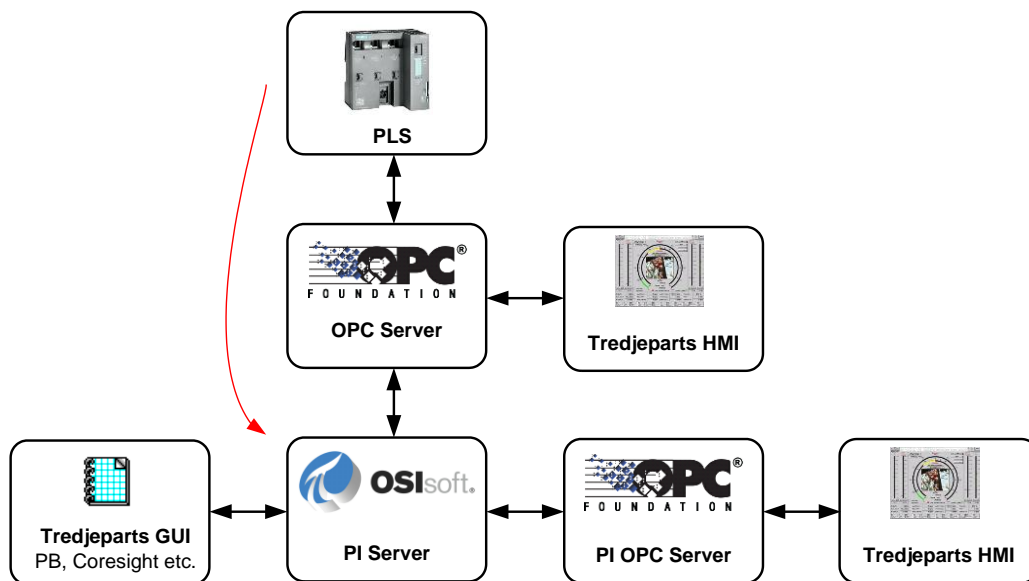 PLS
OPC®
FOUNDATION
OPC Server
Tredjeparts HMI
Tredjeparts GUI
PB, Coresight etc.
OSIsoft®
PI Server
OPC®
FOUNDATION
PI OPC Server
Tredjeparts HMI